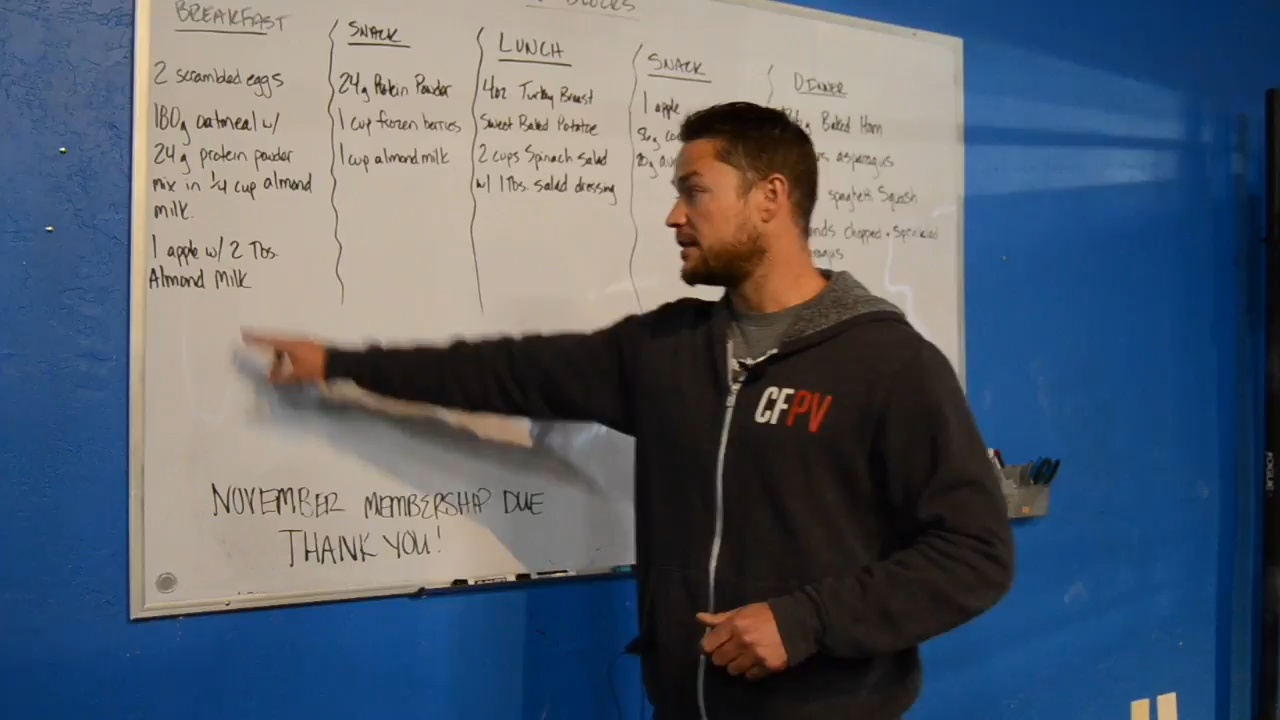 BLOCKS
BREAKFAST
2 scrambled eggs
180g oatmeal w/
24g protein powder
mix in 1/4 cup almond
milk.
1 apple w/ 2 Tbs.
Almond Milk
SNACK
24g Protein Powder
1 cup frozen berries
1 cup almond milk
LUNCH
4oz Turkey Breast
Sweet Baked Potatoe
2 cups Spinach salad
w/ 1 Tbs. salad dressing
SNACK
1 apple
DINNER
Baked Ham
asparagus
spaghetti Squash
chopped + Sprinkled
NOVEMBER MEMBERSHIP DUE
THANK YOU!
CFPV